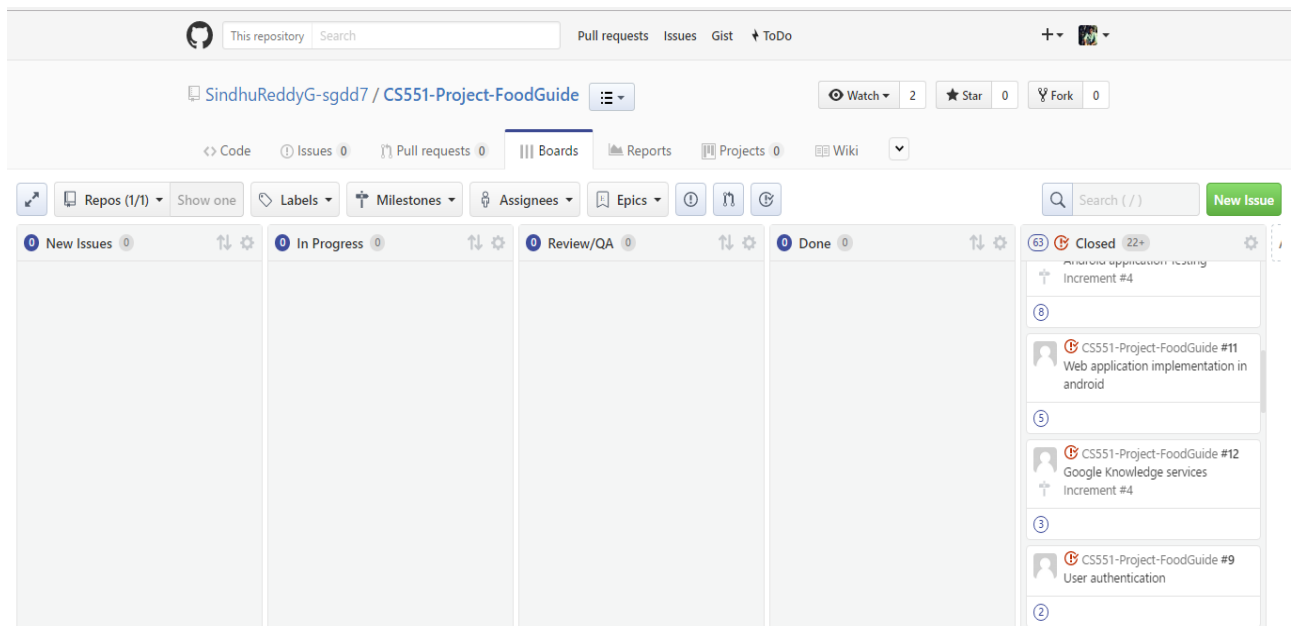 This repository Search Pull requests Issues Gist ToDo
SindhuReddyG-sgdd7 / CS551-Project-FoodGuide Watch 2 Star 0 Fork 0
Code Issues 0 Pull requests 0 Boards Reports Projects 0 Wiki
Repos (1/1) Show one Labels Milestones Assignees E Epics Search ( / ) New Issue
0 New Issues 0 0 In Progress 0 0 Review/QA 0 0 Done 0 63 Closed 22+
Android application Testing
Increment #4
8
CS551-Project-FoodGuide #11
Web application implementation in
android
5
CS551-Project-FoodGuide #12
Google Knowledge services
Increment #4
3
CS551-Project-FoodGuide #9
User authentication
2